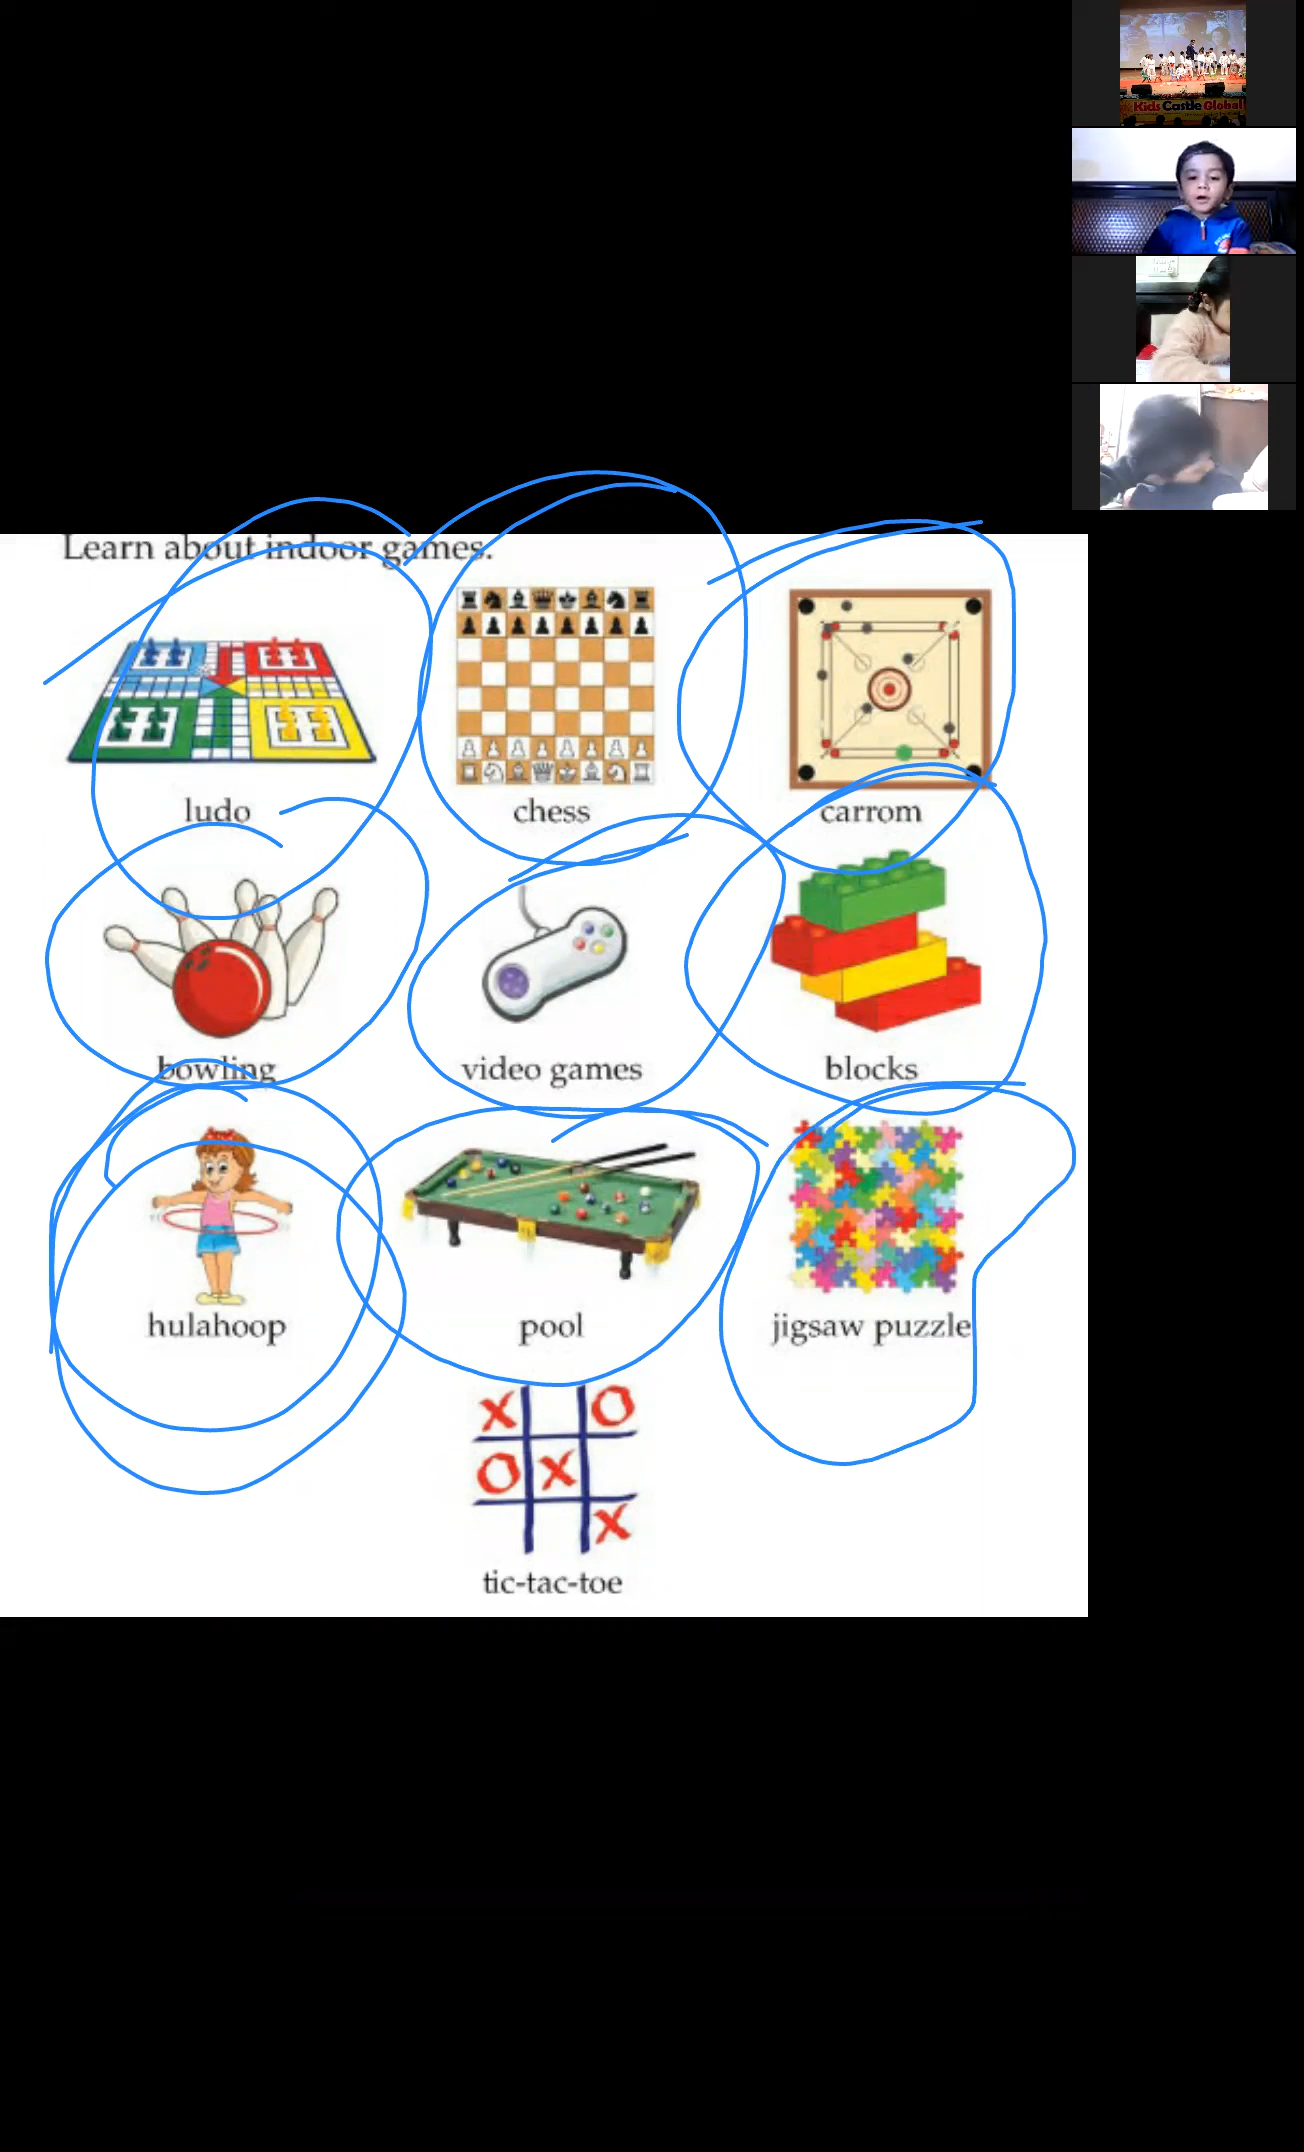 Kids Castle Global
Learn about indoor games.
ludo chess carrom
bowling video games blocks
hulahoop pool jigsaw puzzle
X O
O X
X
tic-tac-toe